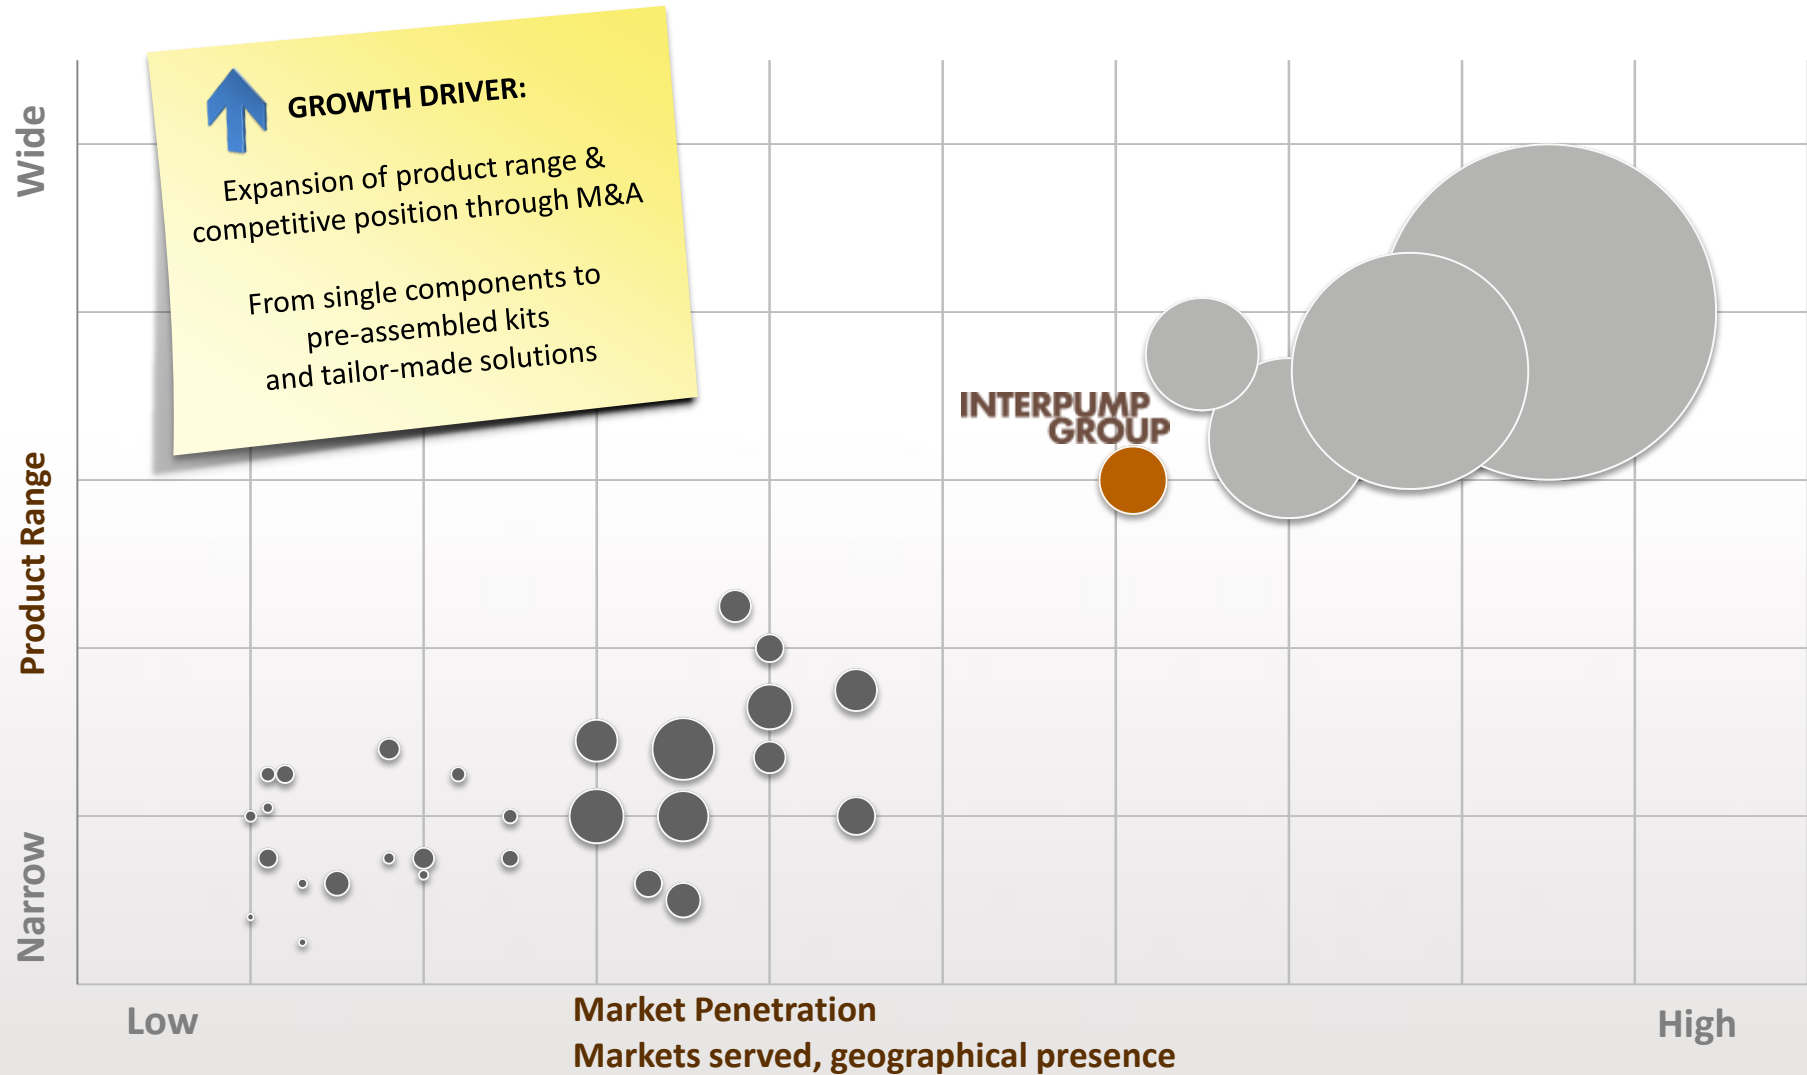 GROWTH DRIVER:
Expansion of product range &
competitive position through M&A
From single components to
pre-assembled kits
and tailor-made solutions
Wide
Product Range
Narrow
INTERPUMP
GROUP
Low
High
Market Penetration
Markets served, geographical presence